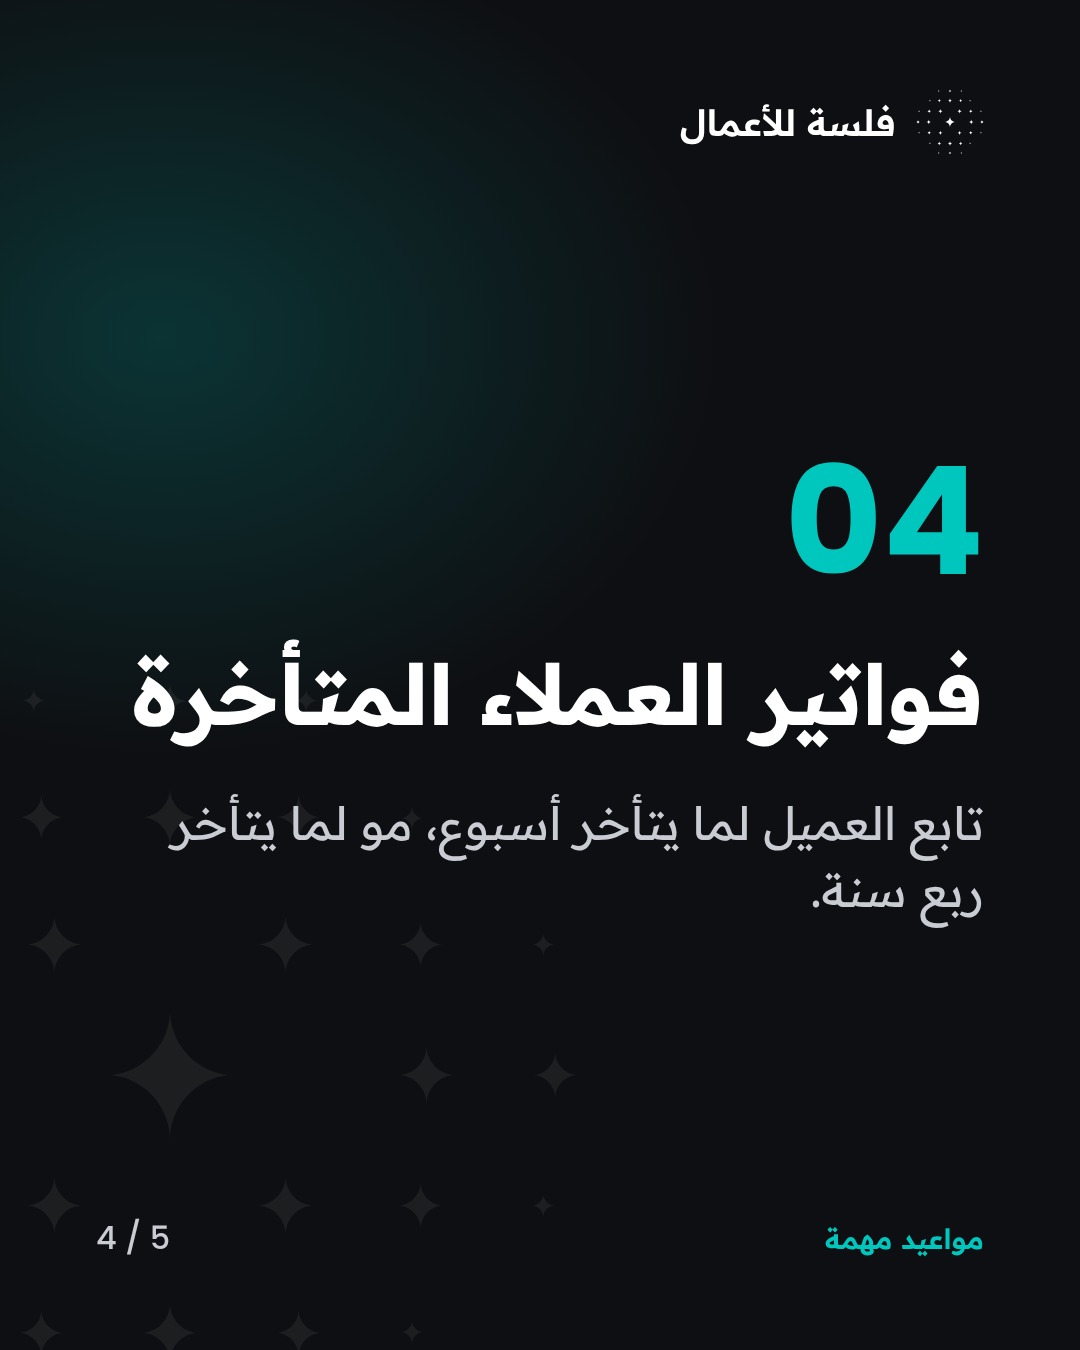 فلسة للأعمال
04
فواتير العملاء المتأخرة
تابع العميل لما يتأخر أسبوع، مو لما يتأخر
ربع سنة.
مواعيد مهمة
4 / 5